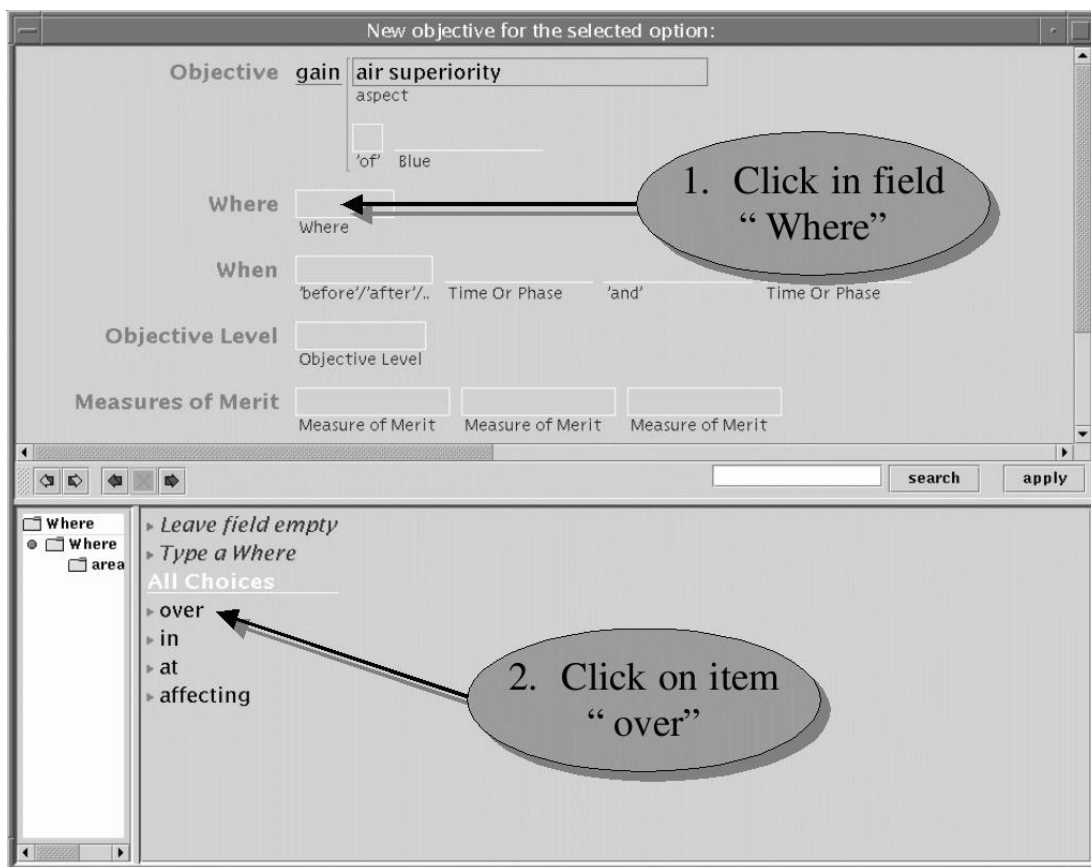 New objective for the selected option:
Objective gain air superiority
aspect
'of' Blue
1. Click in field
“ Where”
Where
Where
When
'before'/'after'/.. Time Or Phase 'and' Time Or Phase
Objective Level
Objective Level
Measures of Merit
Measure of Merit Measure of Merit Measure of Merit
search apply
Where
Where
area
Leave field empty
Type a Where
All Choices
over
in
at
affecting
2. Click on item
“ over”